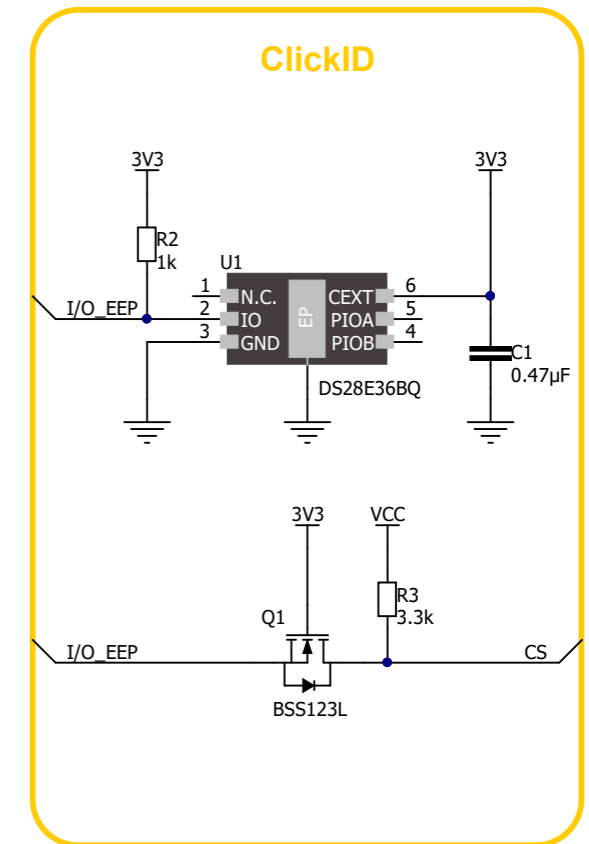 ClickID
3V3
3V3
R2
1k
U1
I/O_EEP
1
2
3
N.C.
IO
GND
EP
CEXT
PIOA
PIOB
6
5
4
DS28E36BQ
C1
0.47µF
3V3
VCC
Q1
R3
3.3k
I/O_EEP
CS
BSS123L